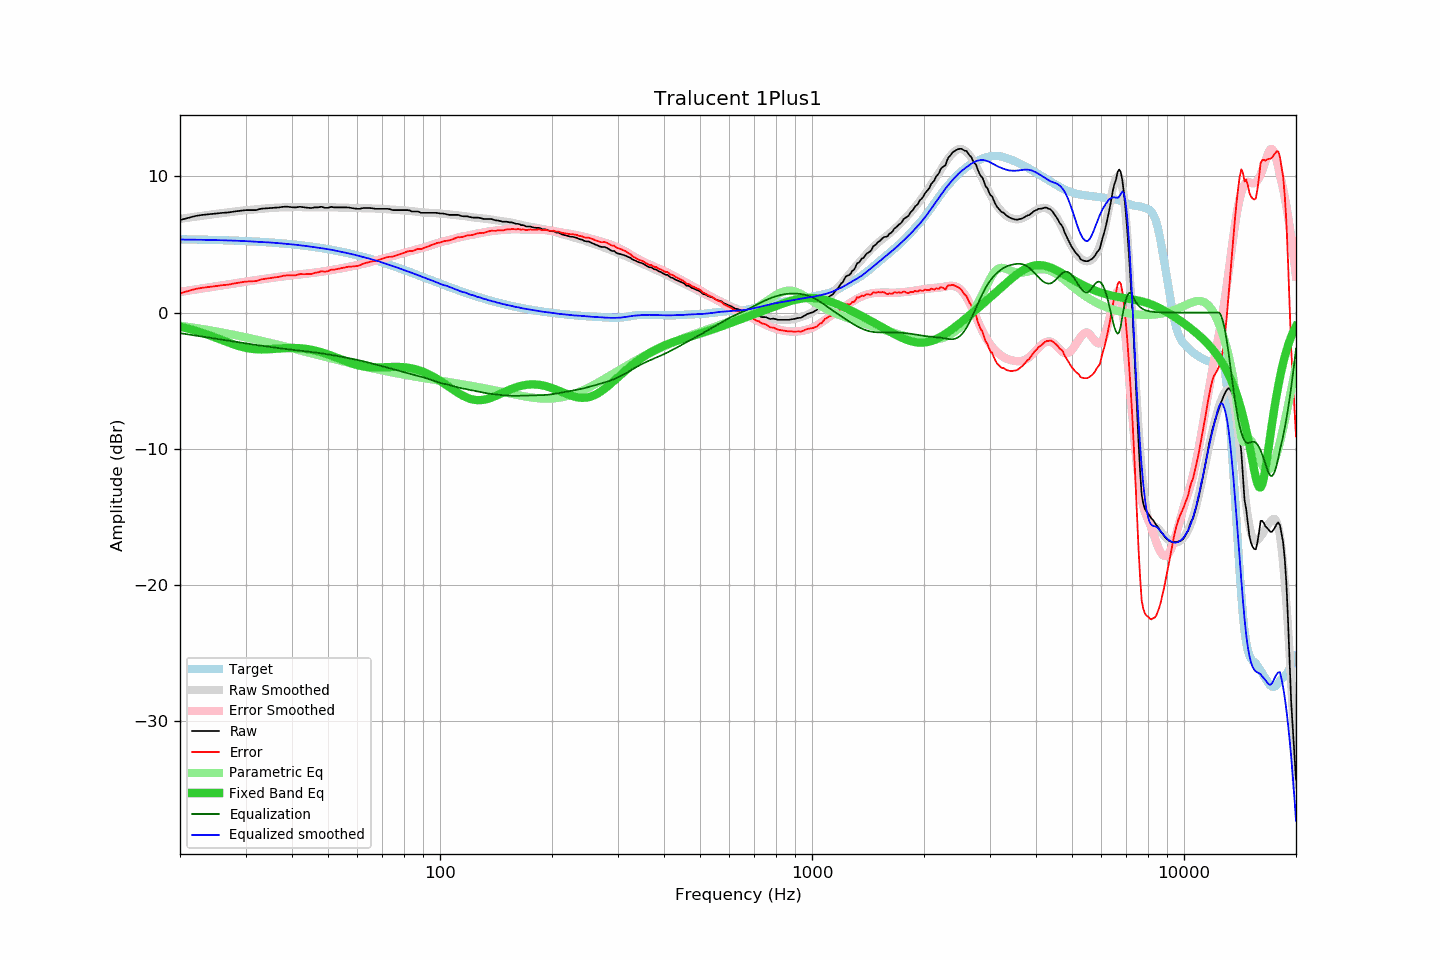 Tralucent 1Plus1
Amplitude (dBr)
10
0
−10
−20
−30
Target
Raw Smoothed
Error Smoothed
Raw
Error
Parametric Eq
Fixed Band Eq
Equalization
Equalized smoothed
100
1000
10000
Frequency (Hz)